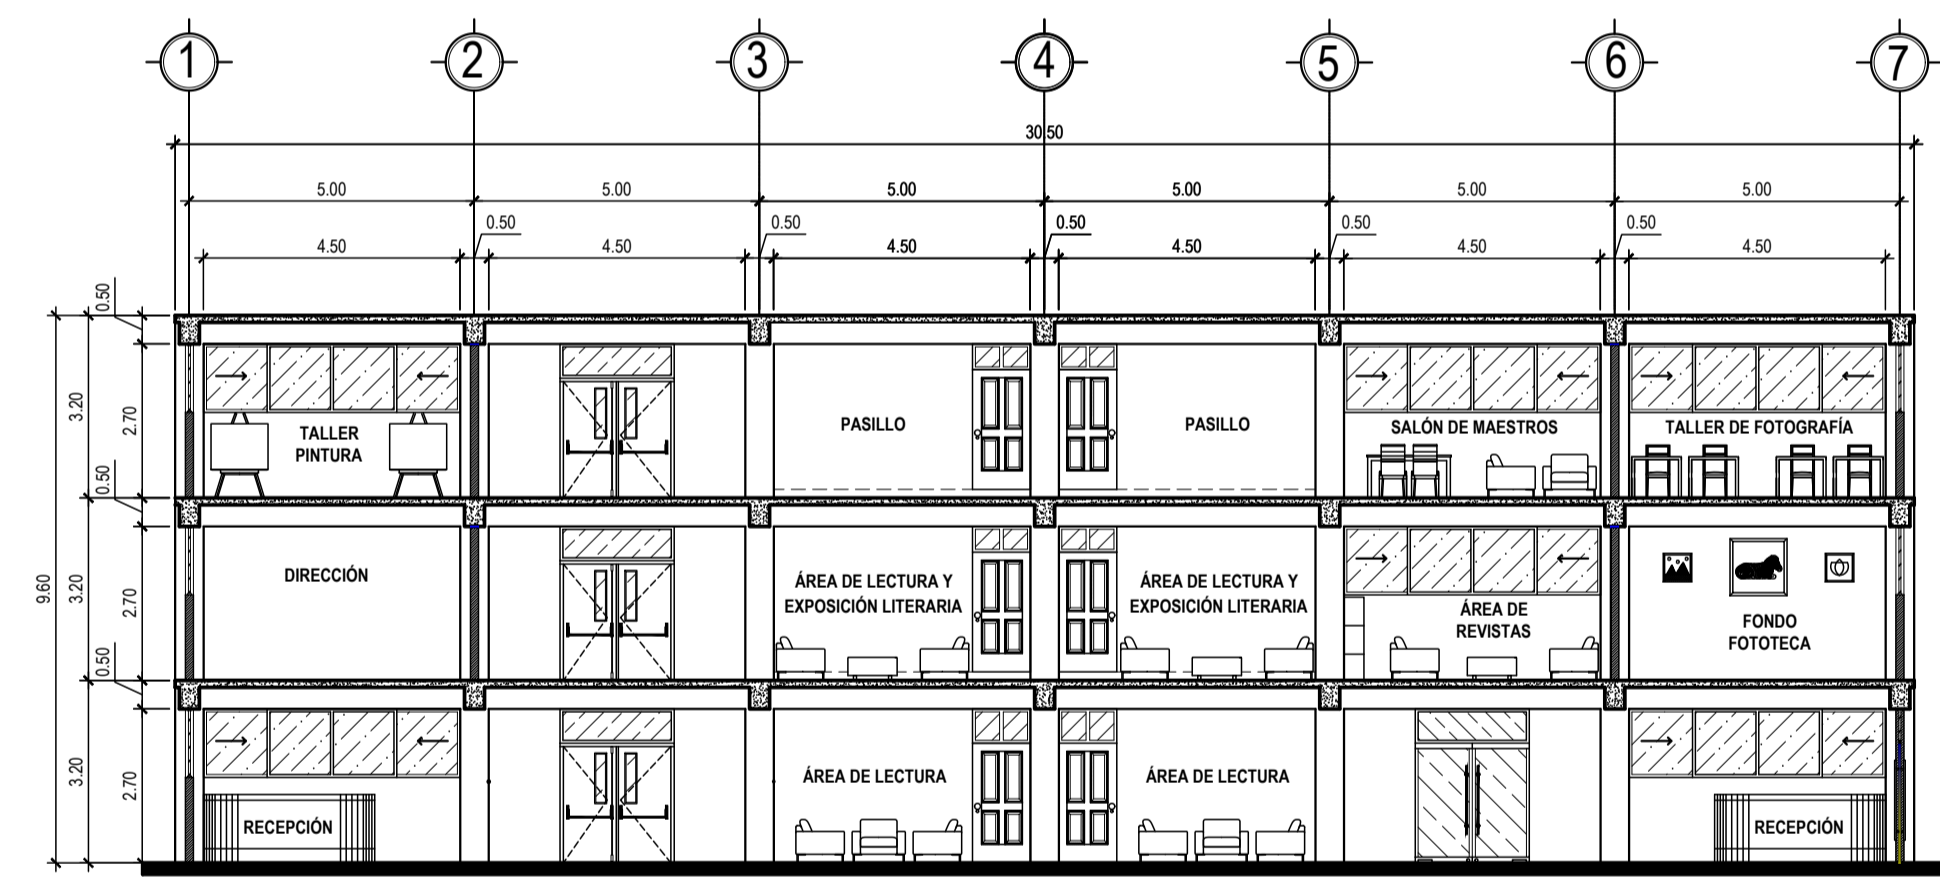 1 2 3 4 5 6 7
30.50
5.00 5.00 5.00 5.00 5.00 5.00
0.50 0.50 0.50 0.50 0.50
4.50 4.50 4.50 4.50 4.50 4.50
0.50
3.20
2.70
TALLER
PINTURA
PASILLO
PASILLO
SALÓN DE MAESTROS
TALLER DE FOTOGRAFÍA
0.50
9.60
3.20
2.70
DIRECCIÓN
ÁREA DE LECTURA Y
EXPOSICIÓN LITERARIA
ÁREA DE LECTURA Y
EXPOSICIÓN LITERARIA
ÁREA DE
REVISTAS
FONDO
FOTOTECA
0.50
3.20
2.70
RECEPCIÓN
ÁREA DE LECTURA
ÁREA DE LECTURA
RECEPCIÓN